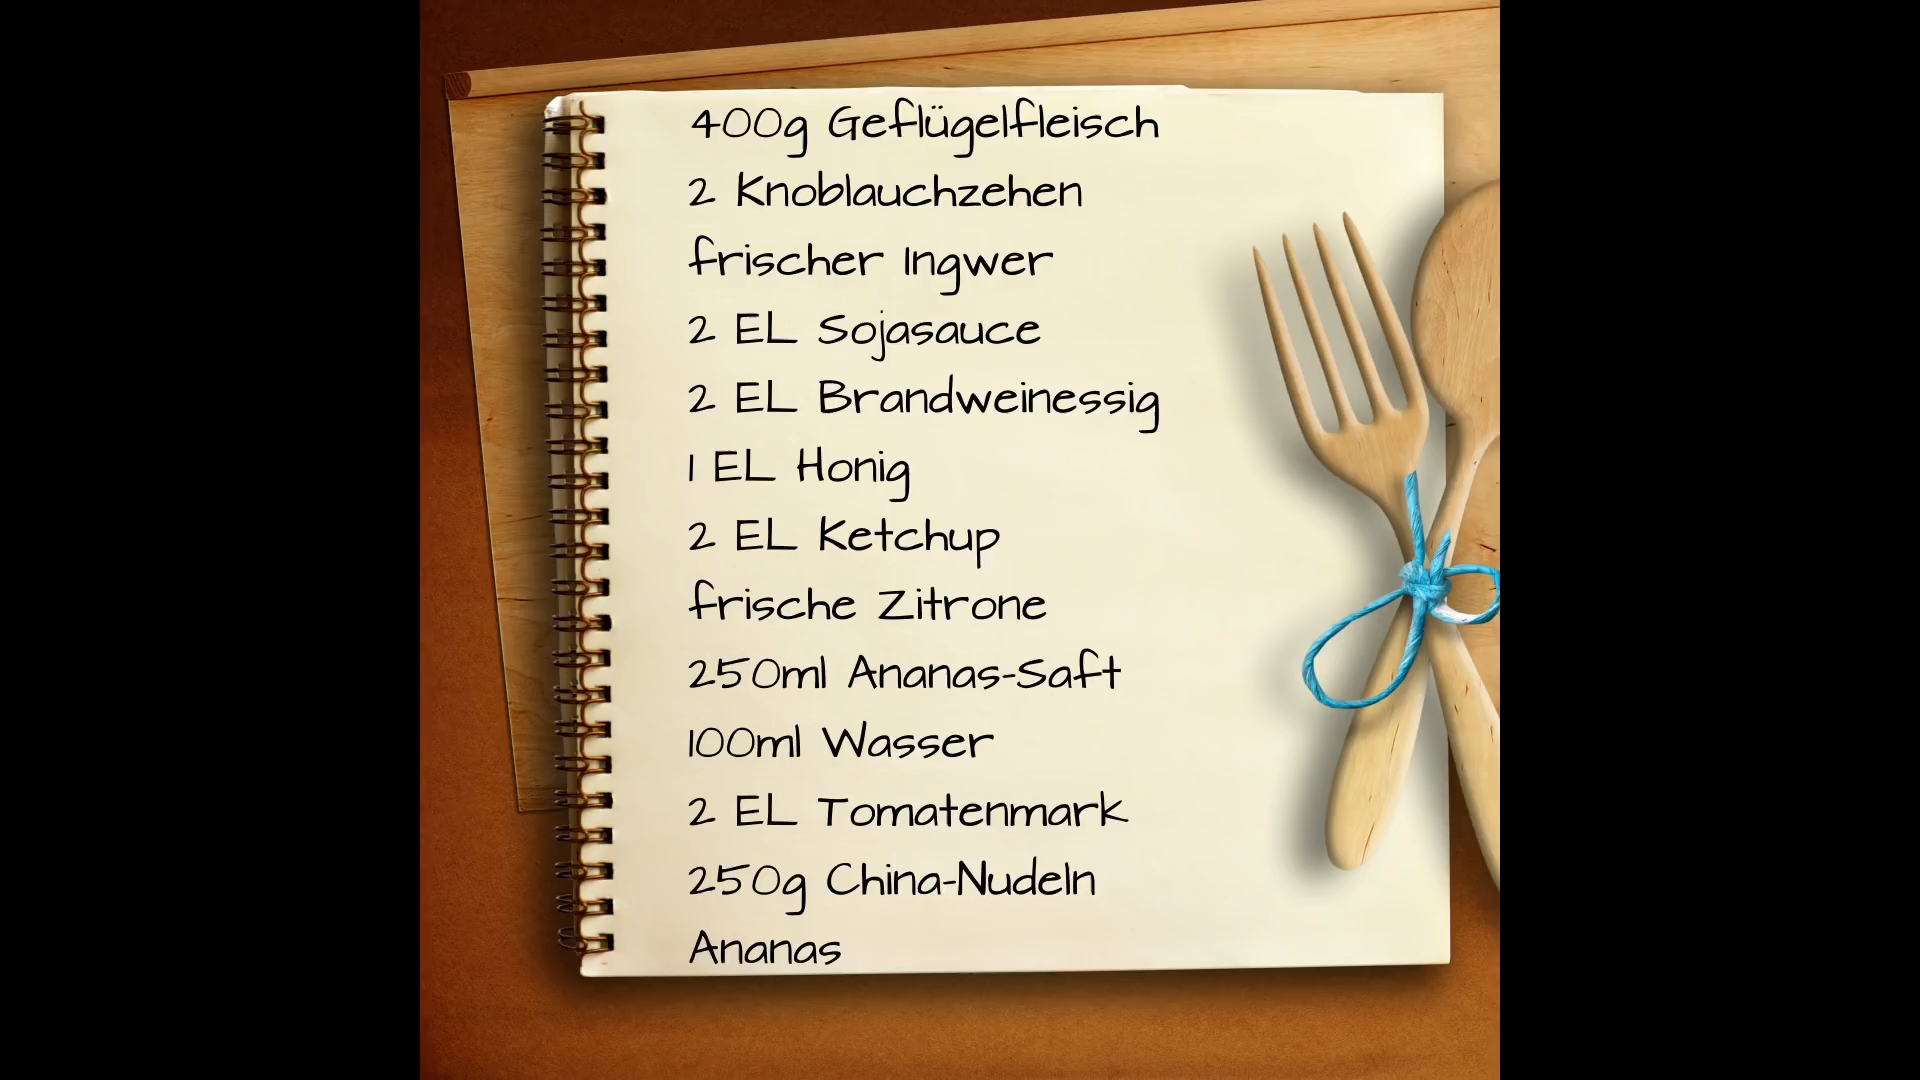 400g Geflügelfleisch
2 Knoblauchzehen
frischer Ingwer
2 EL Sojasauce
2 EL Brandweinessig
1 EL Honig
2 EL Ketchup
frische Zitrone
250ml Ananas-Saft
100ml Wasser
2 EL Tomatenmark
250g China-Nudeln
Ananas